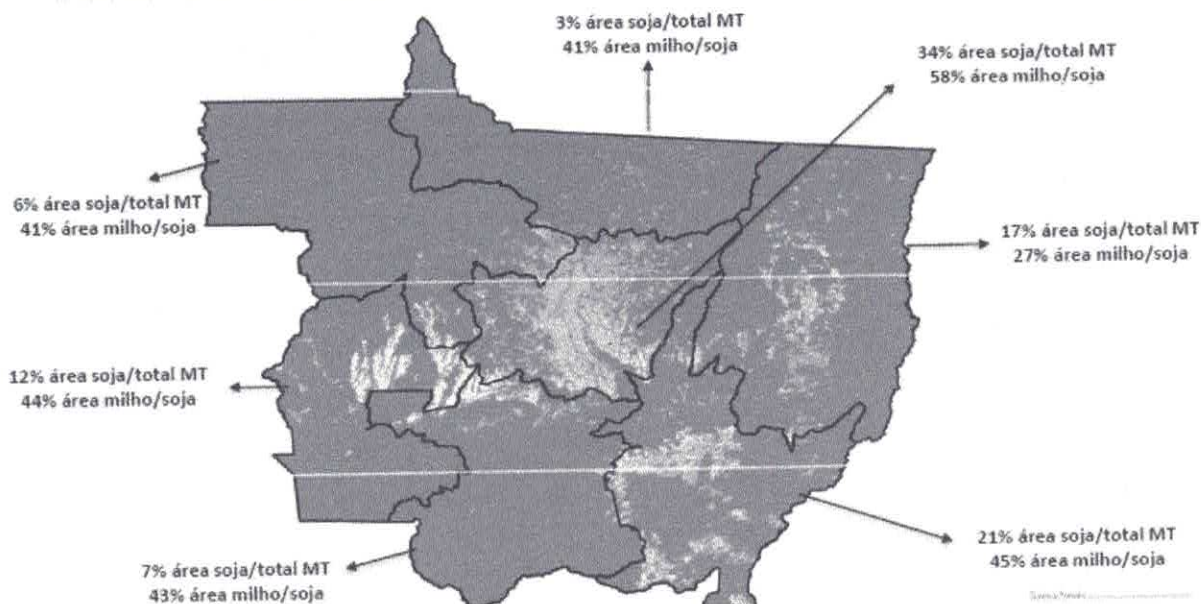 3% área soja/total MT
41% área milho/soja
34% área soja/total MT
58% área milho/soja
6% área soja/total MT
41% área milho/soja
17% área soja/total MT
27% área milho/soja
12% área soja/total MT
44% área milho/soja
21% área soja/total MT
45% área milho/soja
7% área soja/total MT
43% área milho/soja